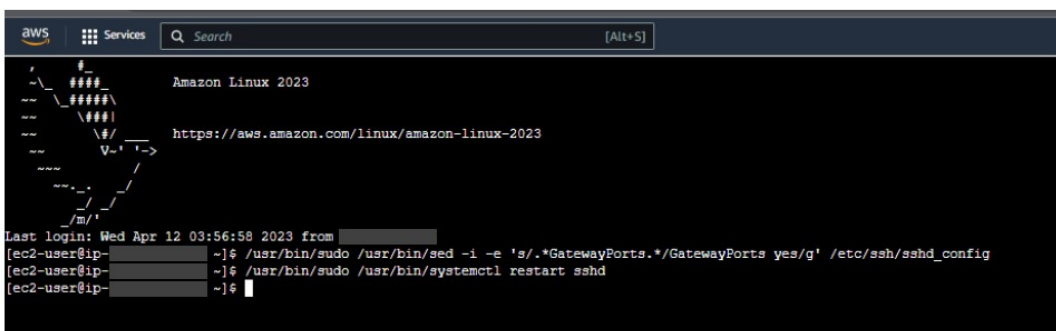 aws Services Search [Alt+S]
,     #_
~\_  ####_        Amazon Linux 2023
~~  \_#####\
~~     \###|
~~       \#/ ___   https://aws.amazon.com/linux/amazon-linux-2023
~~       V~' '->
~~~         /
~~._.   _/
_/ _/
_/m/'
Last login: Wed Apr 12 03:56:58 2023 from
[ec2-user@ip- ~]$ /usr/bin/sudo /usr/bin/sed -i -e 's/.*GatewayPorts.*/GatewayPorts yes/g' /etc/ssh/sshd_config
[ec2-user@ip- ~]$ /usr/bin/sudo /usr/bin/systemctl restart sshd
[ec2-user@ip- ~]$